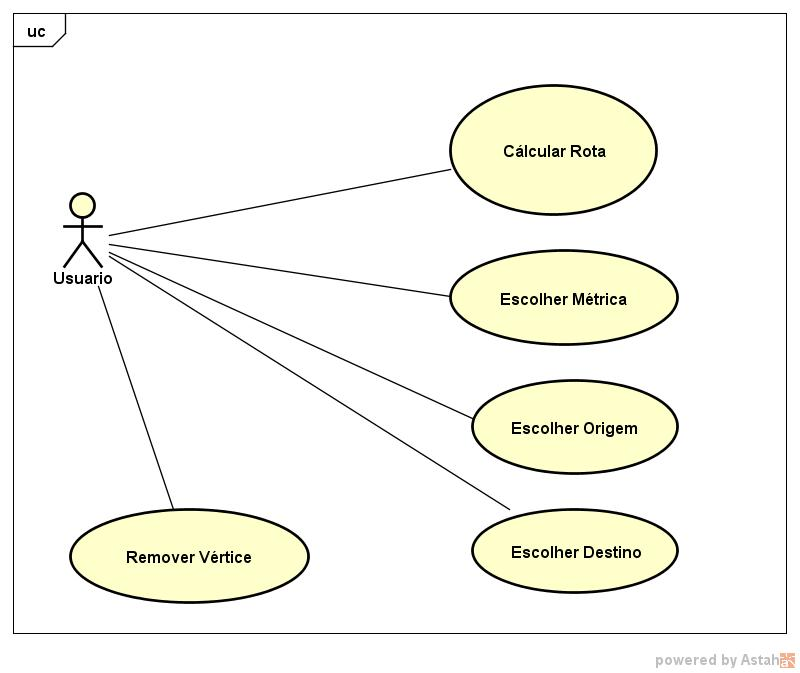 uc
Cálcular Rota
Usuario
Escolher Métrica
Escolher Origem
Remover Vértice
Escolher Destino
powered by Astah